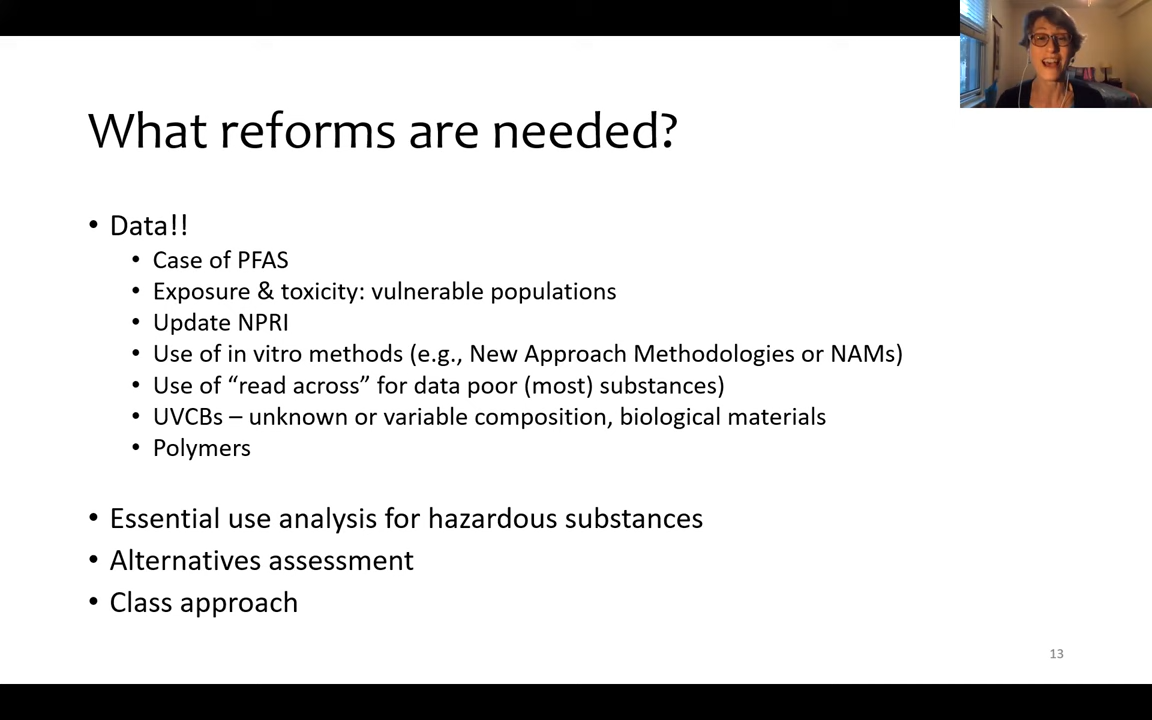 What reforms are needed?
• Data!!
• Case of PFAS
• Exposure & toxicity: vulnerable populations
• Update NPRI
• Use of in vitro methods (e.g., New Approach Methodologies or NAMs)
• Use of “read across” for data poor (most) substances)
• UVCBs – unknown or variable composition, biological materials
• Polymers
• Essential use analysis for hazardous substances
• Alternatives assessment
• Class approach
13